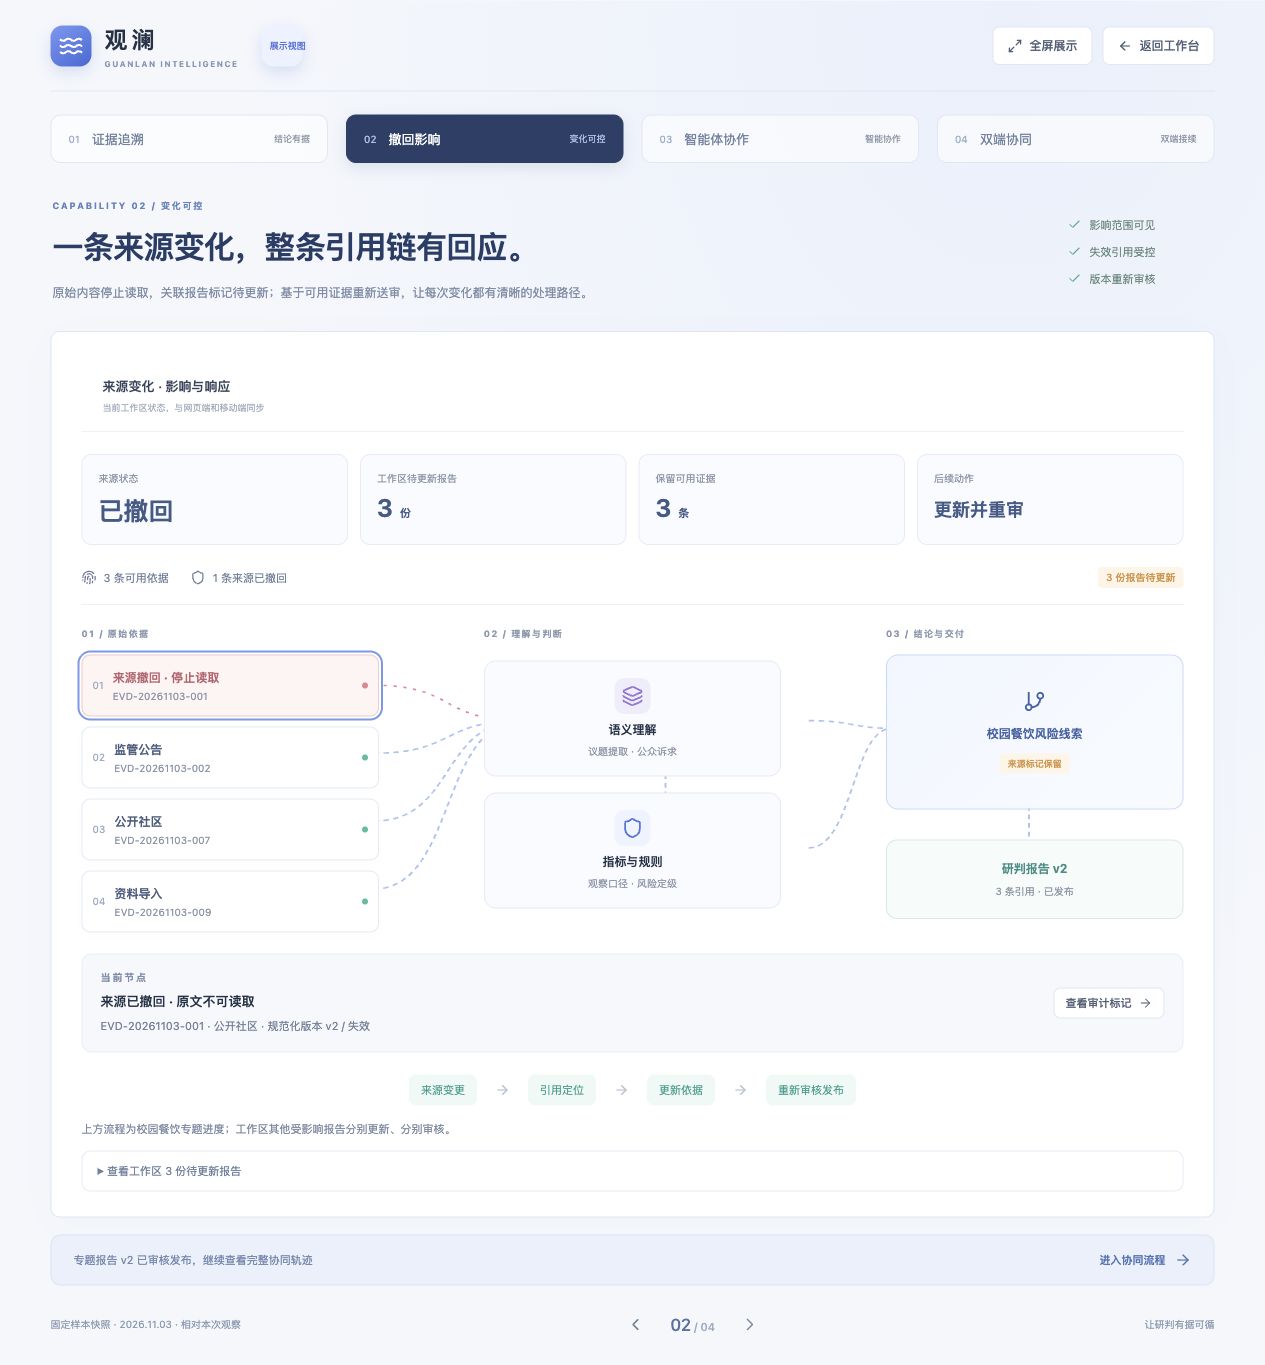 观澜
GUANLAN INTELLIGENCE
展示视图
全屏展示
返回工作台
01 证据追溯 结论有据
02 撤回影响 变化可控
03 智能体协作 智能协作
04 双端协同 双端接续
CAPABILITY 02 / 变化可控
一条来源变化，整条引用链有回应。
原始内容停止读取，关联报告标记待更新；基于可用证据重新送审，让每次变化都有清晰的处理路径。
影响范围可见
失效引用受控
版本重新审核
来源变化 · 影响与响应
当前工作区状态，与网页端和移动端同步
来源状态
已撤回
工作区待更新报告
3 份
保留可用证据
3 条
后续动作
更新并重审
3 条可用依据
1 条来源已撤回
3 份报告待更新
01 / 原始依据
01 来源撤回 · 停止读取
EVD-20261103-001
02 监管公告
EVD-20261103-002
03 公开社区
EVD-20261103-007
04 资料导入
EVD-20261103-009
02 / 理解与判断
语义理解
议题提取 · 公众诉求
指标与规则
观察口径 · 风险定级
03 / 结论与交付
校园餐饮风险线索
来源标记保留
研判报告 v2
3 条引用 · 已发布
当前节点
来源已撤回 · 原文不可读取
EVD-20261103-001 · 公开社区 · 规范化版本 v2 / 失效
查看审计标记
来源变更
引用定位
更新依据
重新审核发布
上方流程为校园餐饮专题进度；工作区其他受影响报告分别更新、分别审核。
查看工作区 3 份待更新报告
专题报告 v2 已审核发布，继续查看完整协同轨迹
进入协同流程
固定样本快照 · 2026.11.03 · 相对本次观察
02 / 04
让研判有据可循